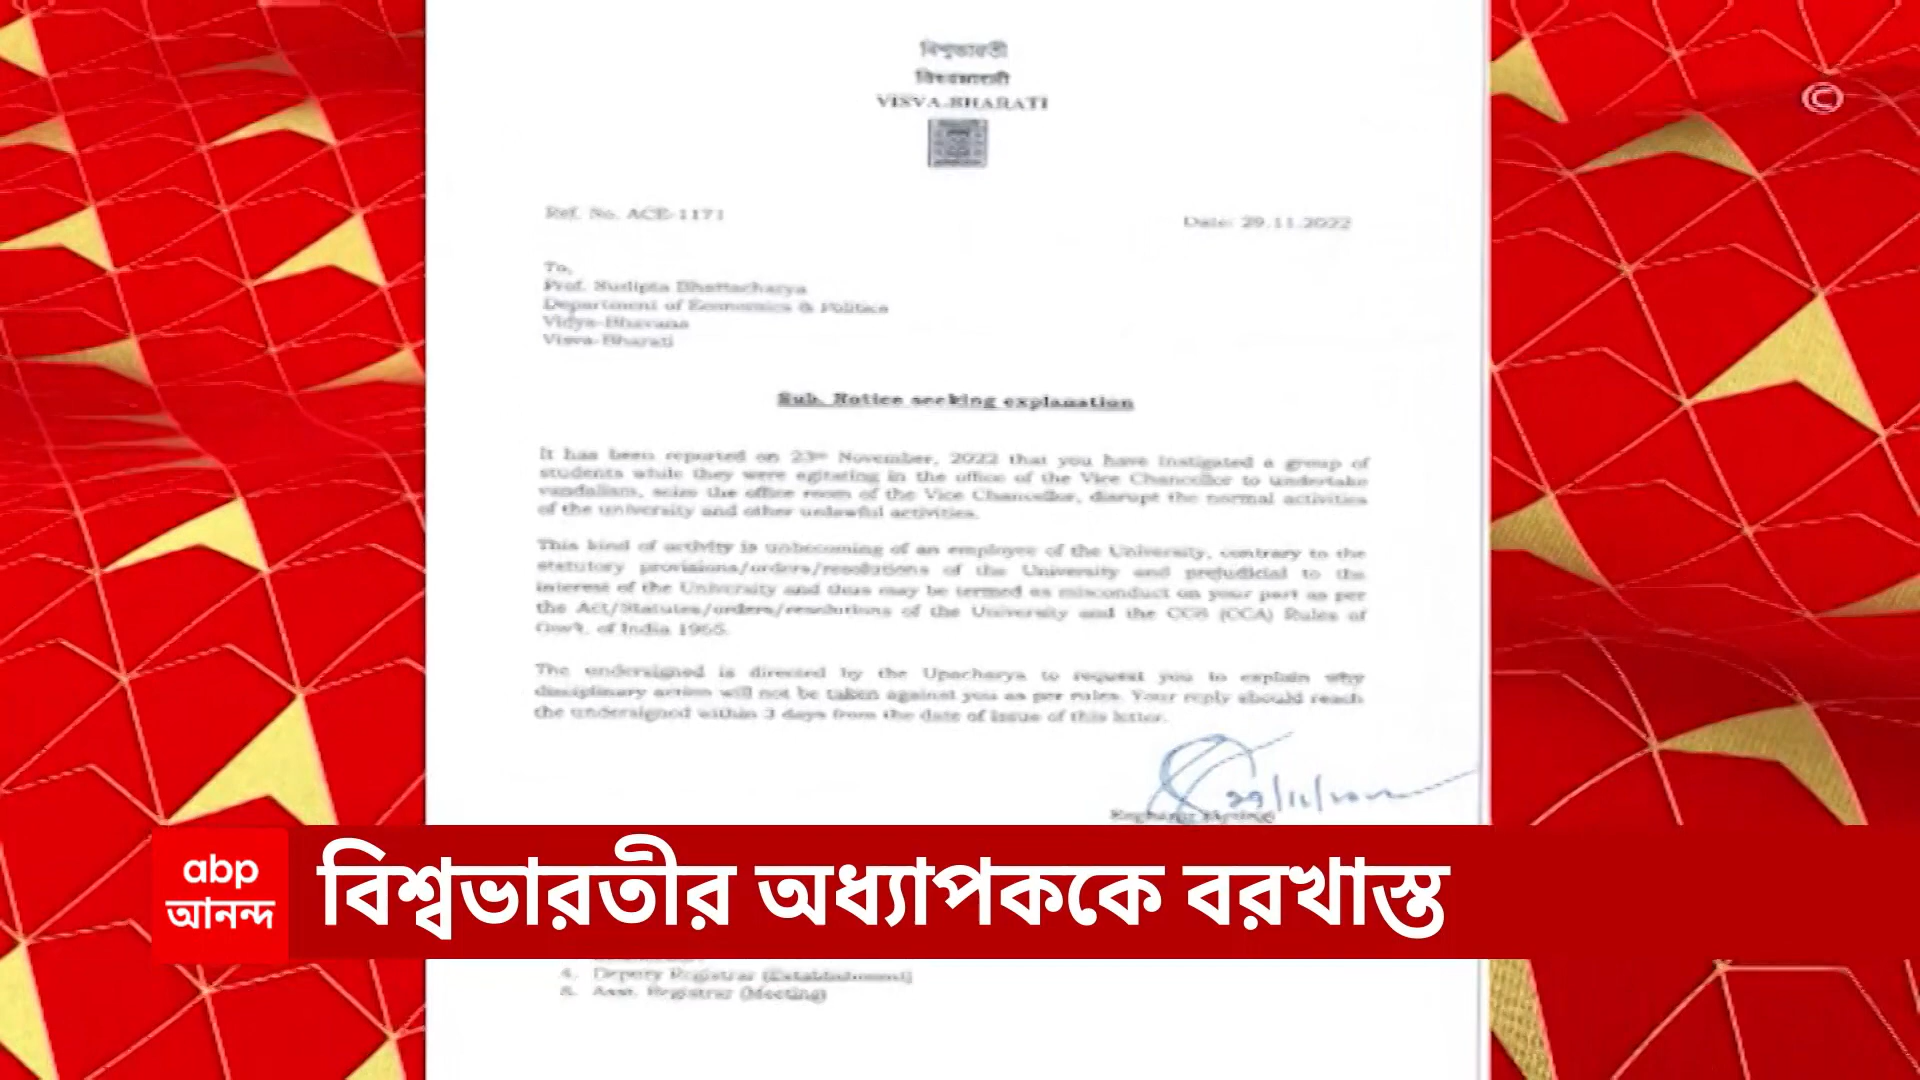 ©
বিশ্বভারতী
विश्वभारती
VISVA-BHARATI
Ref. No. ACE-1171
Date: 29.11.2022
To,
Prof. Sudipta Bhattacharya
Department of Economics & Politics
Vidya-Bhavana
Visva-Bharati
Sub. Notice seeking explanation
It has been reported on 23rd November, 2022 that you have instigated a group of
students while they were agitating in the office of the Vice Chancellor to undertake
vandalism, seize the office room of the Vice Chancellor, disrupt the normal activities
of the university and other unlawful activities.
This kind of activity is unbecoming of an employee of the University, contrary to the
statutory provisions/orders/resolutions of the University and prejudicial to the
interest of the University and thus may be termed as misconduct on your part as per
the Act/Statutes/orders/resolutions of the University and the CCS (CCA) Rules of
Govt. of India 1965.
The undersigned is directed by the Upacharya to request you to explain why
disciplinary action will not be taken against you as per rules. Your reply should reach
the undersigned within 3 days from the date of issue of this letter.
29/11/2022
abp
আনন্দ
বিশ্বভারতীর অধ্যাপককে বরখাস্ত
4. Deputy Registrar (Establishment)
5. Asst. Registrar (Meeting)